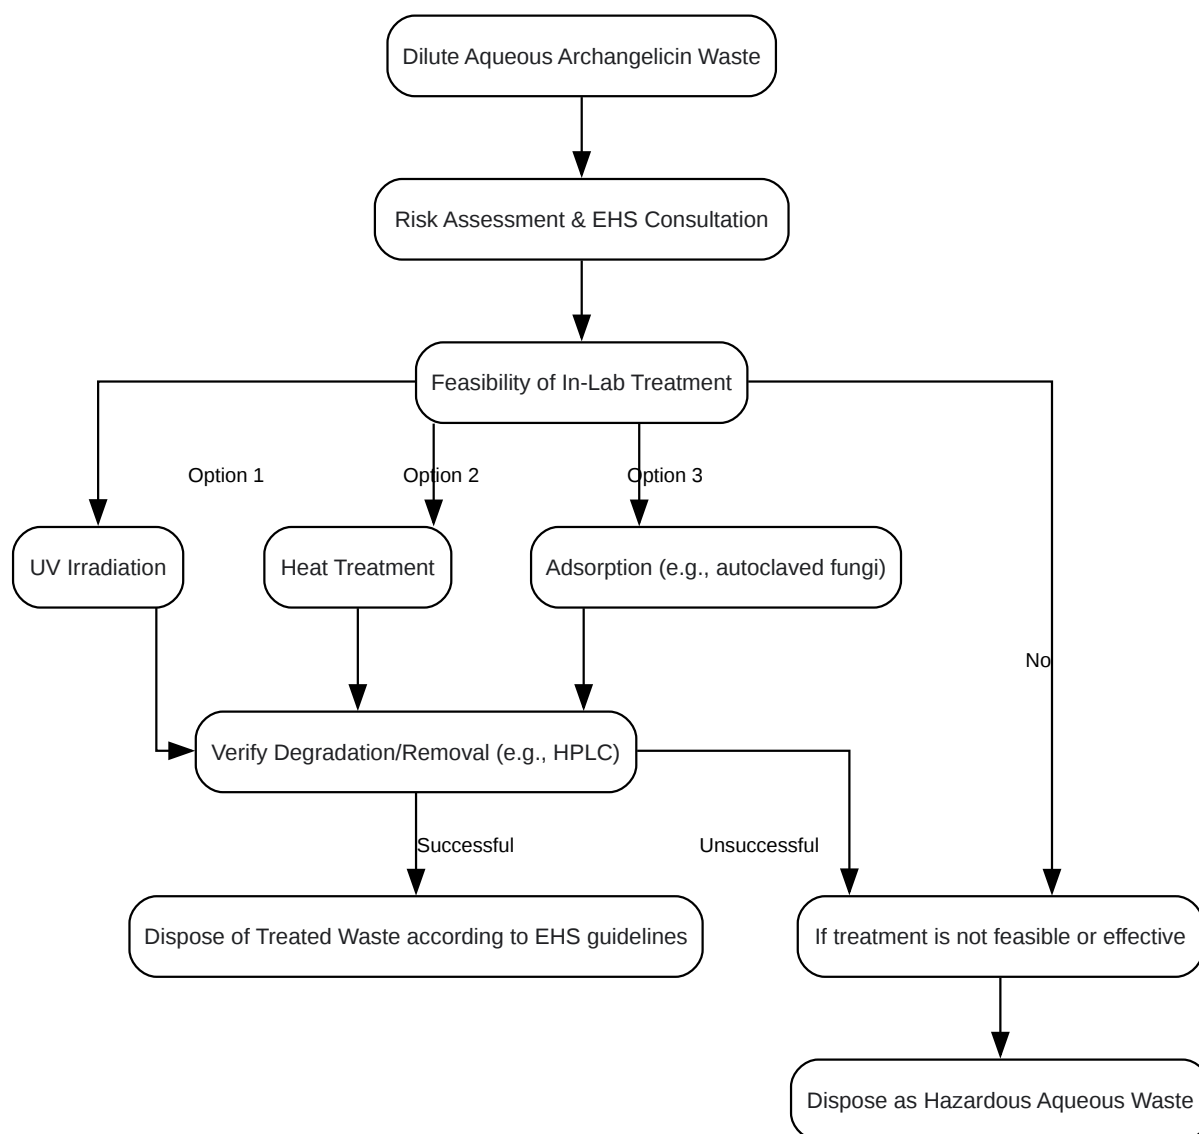 Dilute Aqueous Archangelicin Waste
Risk Assessment & EHS Consultation
Feasibility of In-Lab Treatment
Option 1
Option 2
Option 3
UV Irradiation
Heat Treatment
Adsorption (e.g., autoclaved fungi)
No
Verify Degradation/Removal (e.g., HPLC)
Successful
Unsuccessful
Dispose of Treated Waste according to EHS guidelines
If treatment is not feasible or effective
Dispose as Hazardous Aqueous Waste